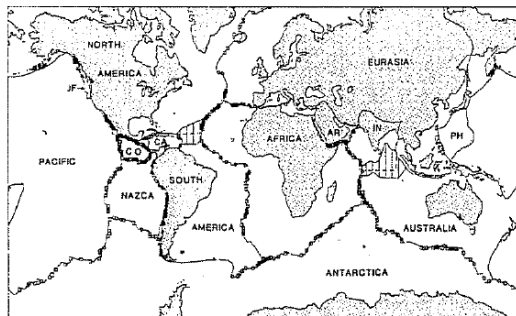 NORTH
AMERICA
EURASIA
JF
CA
AFRICA
AR
IN
PH
PACIFIC
CO
NAZCA
SOUTH
AMERICA
AUSTRALIA
ANTARCTICA